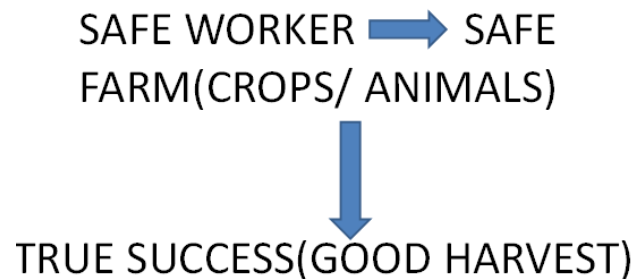 SAFE WORKER SAFE
FARM(CROPS/ ANIMALS)
TRUE SUCCESS(GOOD HARVEST)